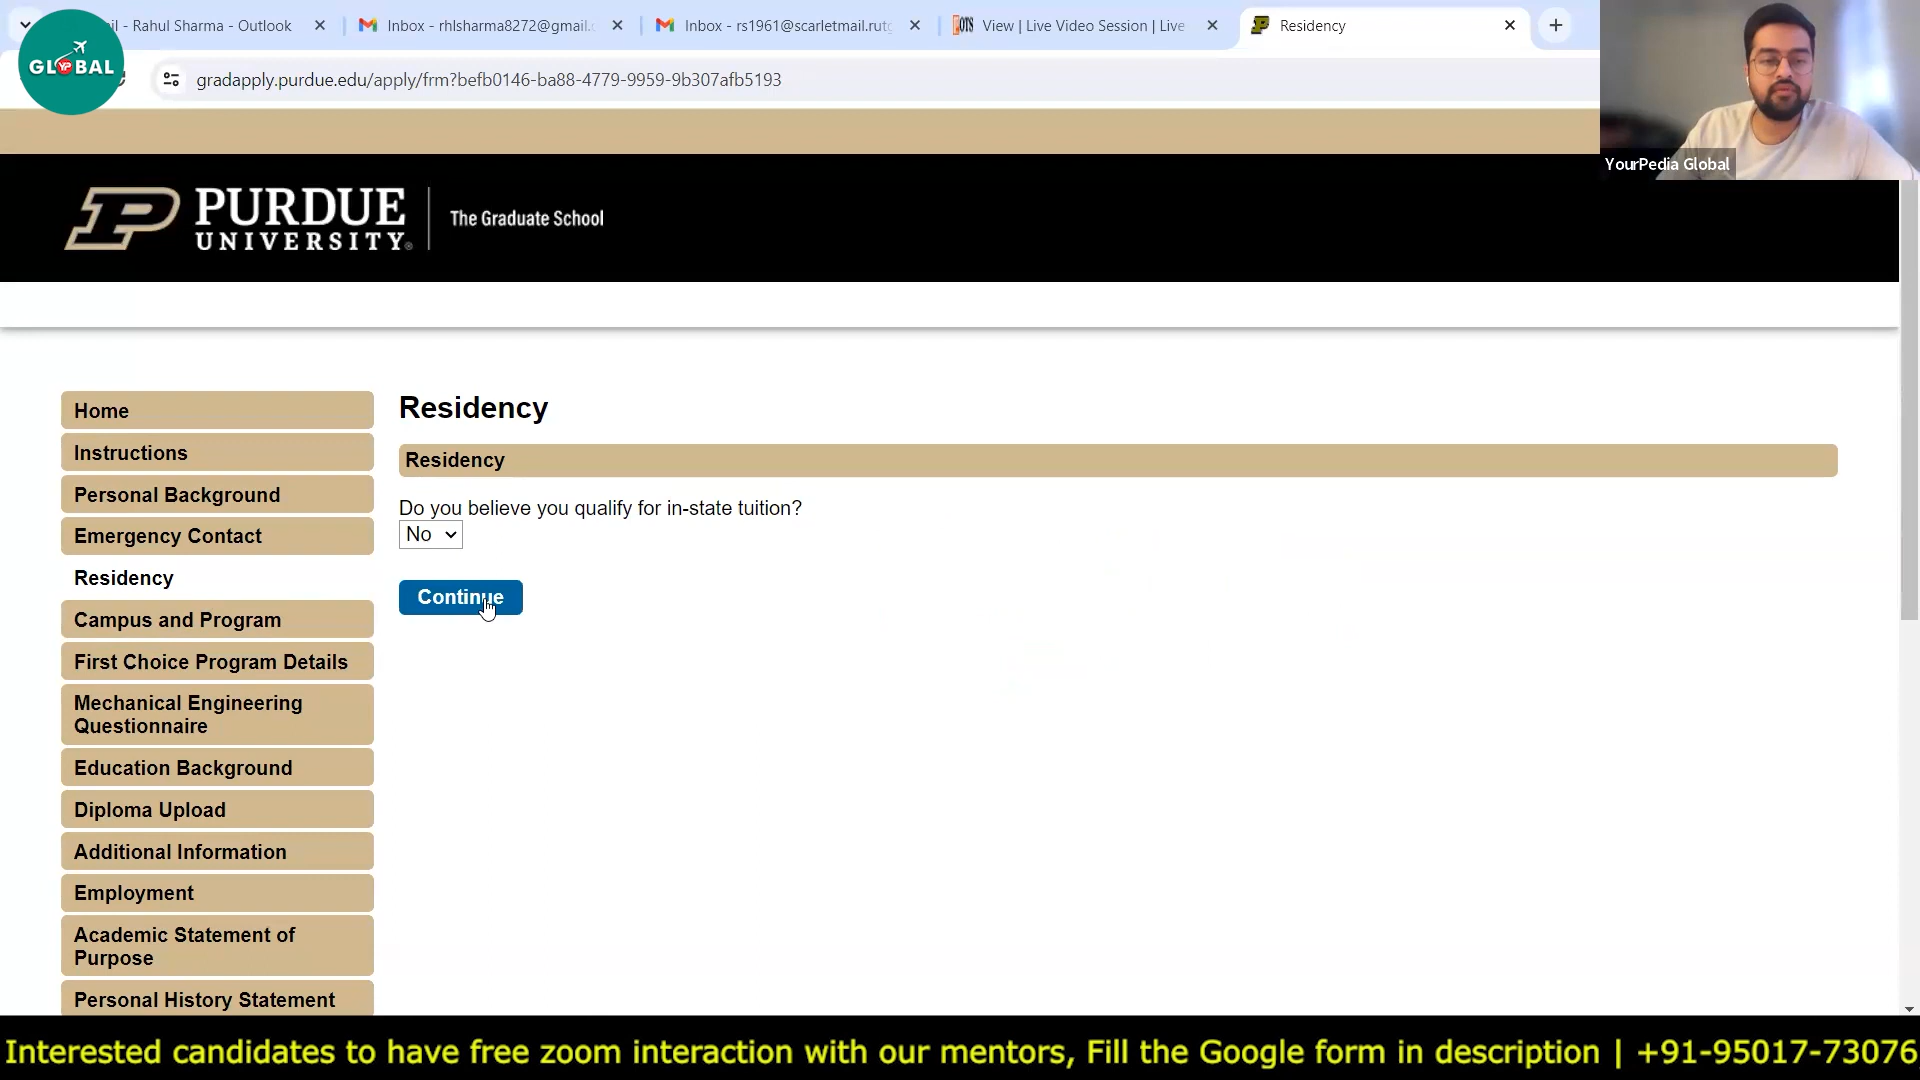 il - Rahul Sharma - Outlook
Inbox - rhlsharma8272@gmail.
Inbox - rs1961@scarletmail.rut
View | Live Video Session | Live
Residency
GLOBAL
YP
gradapply.purdue.edu/apply/frm?befb0146-ba88-4779-9959-9b307afb5193
YourPedia Global
PURDUE
UNIVERSITY®
The Graduate School
Home
Instructions
Personal Background
Emergency Contact
Residency
Campus and Program
First Choice Program Details
Mechanical Engineering
Questionnaire
Education Background
Diploma Upload
Additional Information
Employment
Academic Statement of
Purpose
Personal History Statement
Residency
Residency
Do you believe you qualify for in-state tuition?
No
Continue
Interested candidates to have free zoom interaction with our mentors, Fill the Google form in description | +91-95017-73076